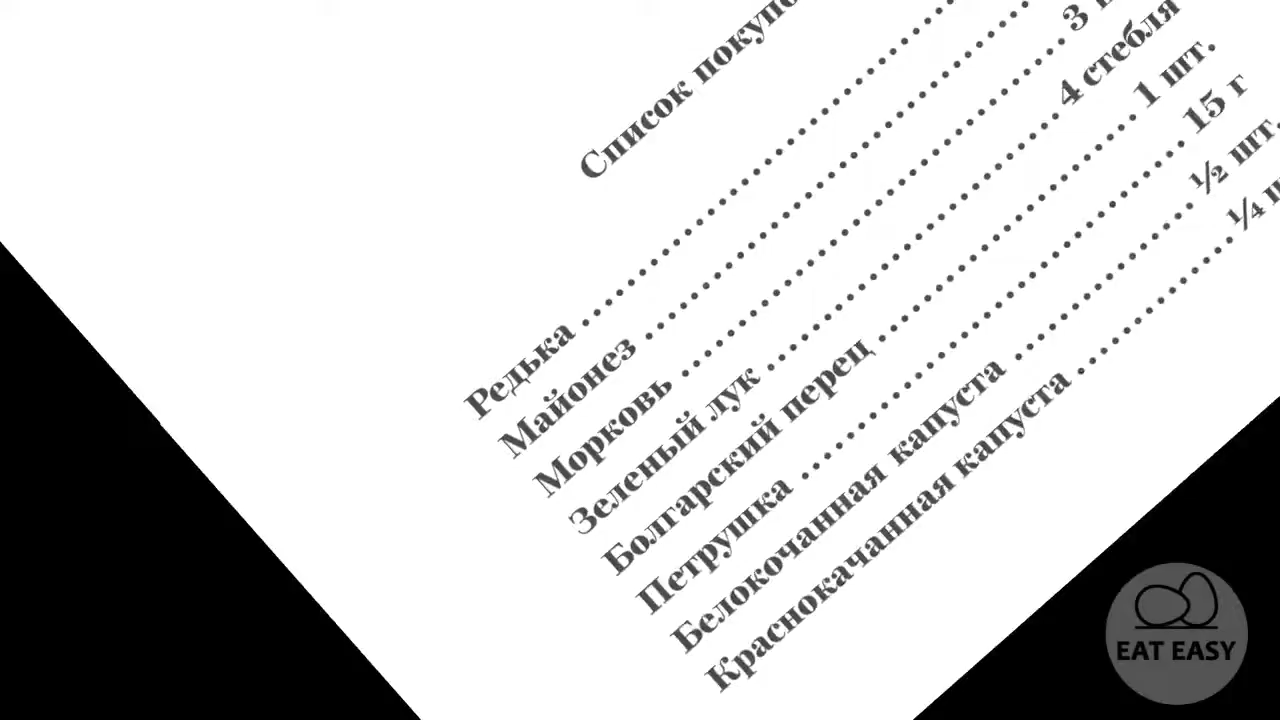 Список
Редька
Майонез
Морковь ... 3
Зеленый лук ... 4 стебля
Болгарский перец ... 1 шт.
Петрушка ... 15 г
Белокочанная капуста ... ½ шт.
Краснокачанная капуста ... ¼
EAT EASY